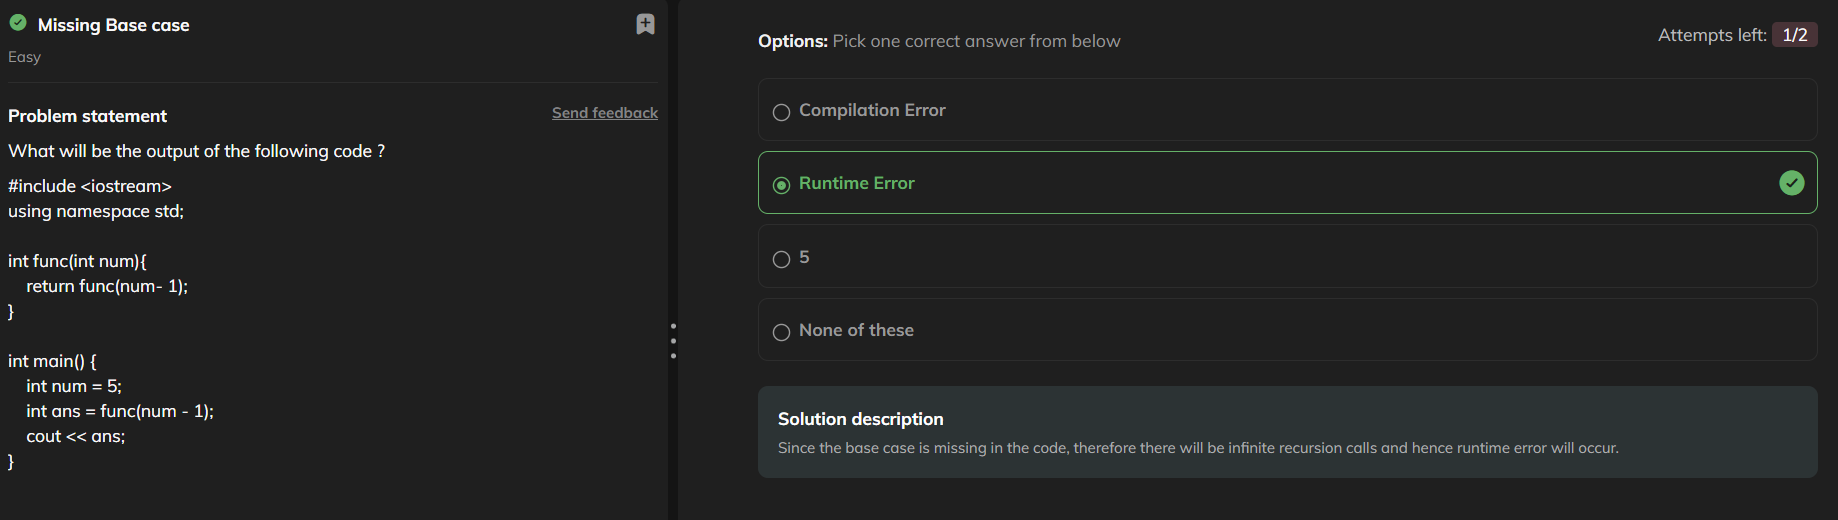 Missing Base case
Easy
Problem statement
Send feedback
What will be the output of the following code ?
#include <iostream>
using namespace std;
int func(int num){
    return func(num- 1);
}
int main() {
    int num = 5;
    int ans = func(num - 1);
    cout << ans;
}
Options: Pick one correct answer from below
Attempts left: 1/2
Compilation Error
Runtime Error
5
None of these
Solution description
Since the base case is missing in the code, therefore there will be infinite recursion calls and hence runtime error will occur.